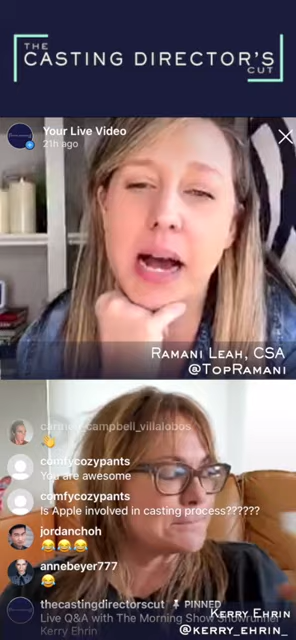 THE
CASTING DIRECTOR'S
CUT
Your Live Video
21h ago
RAMANI LEAH, CSA
@TOPRAMANI
campbell_villalobos
comfycozypants
You are awesome
comfycozypants
Is Apple involved in casting process??????
jordanchoh
annebeyer777
thecastingdirectorscut PINNED
Live Q&A with The Morning Show Showrunner
Kerry Ehrin
KERRY EHRIN
@KERRY_EHRIN_